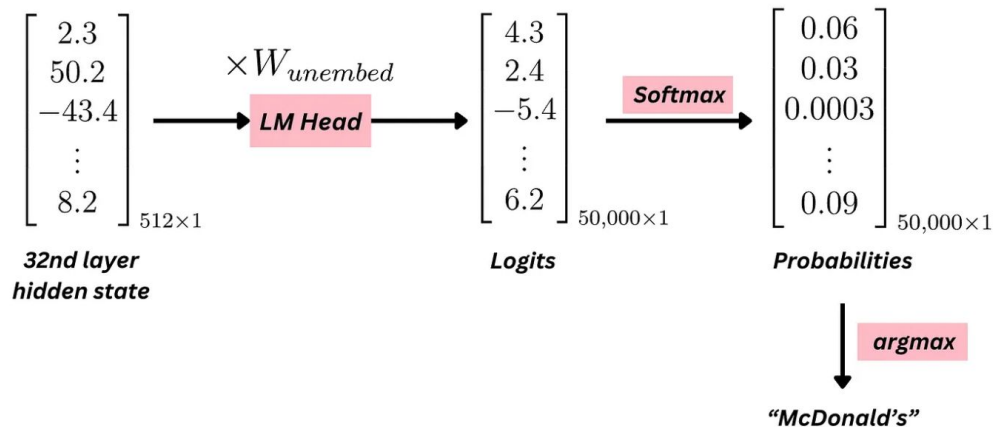 2.3
50.2
−43.4
⋮
8.2
512×1
32nd layer
hidden state
×W_unembed
LM Head
4.3
2.4
−5.4
⋮
6.2
50,000×1
Logits
Softmax
0.06
0.03
0.0003
⋮
0.09
50,000×1
Probabilities
argmax
“McDonald’s”